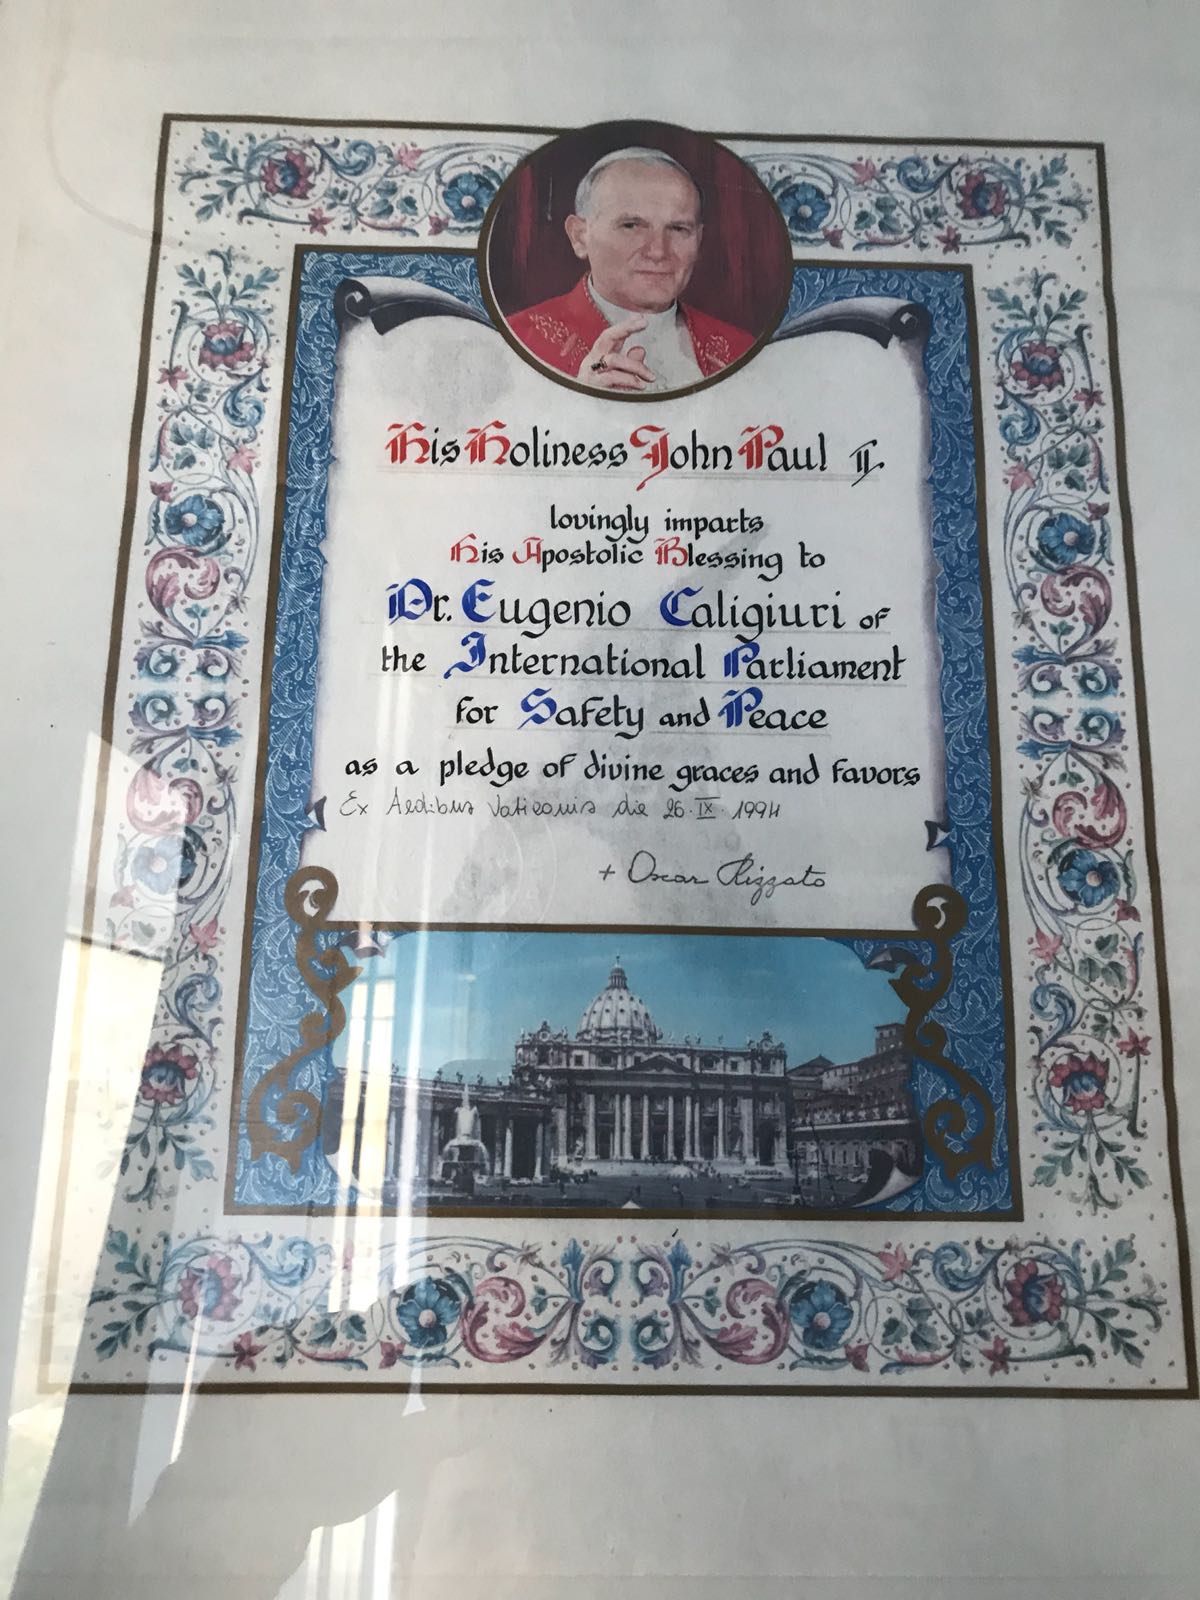 His Holiness John Paul II.
lovingly imparts
His Apostolic Blessing to
Dr. Eugenio Caligiuri of
the International Parliament
for Safety and Peace
as a pledge of divine graces and favors
Ex Aedibus Vaticanis die 26.IX.1994
+ Oscar Rizzato